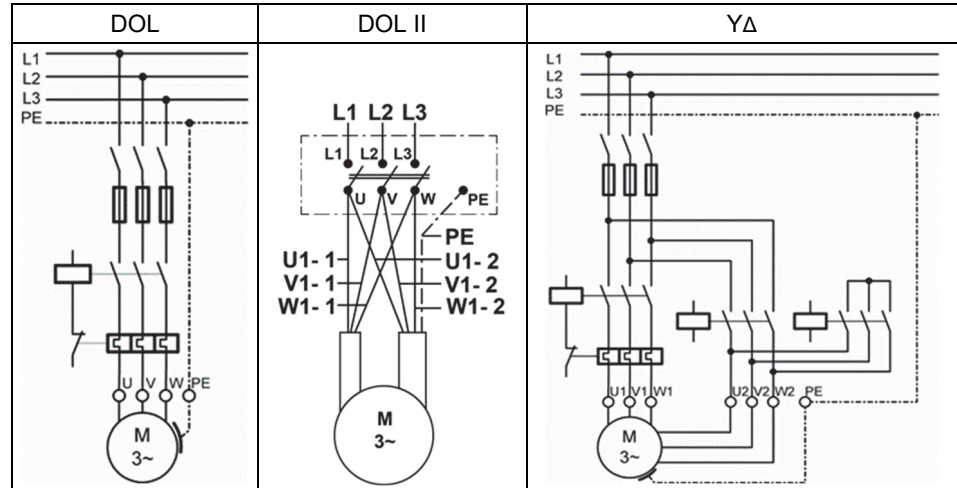 DOL
DOL II
YΔ
L1
L2
L3
PE
U V W PE
M
3~
L1 L2 L3
L1 L2 L3
U V W PE
PE
U1-1 U1-2
V1-1 V1-2
W1-1 W1-2
M
3~
L1
L2
L3
PE
U1 V1 W1 U2 V2 W2 PE
M
3~